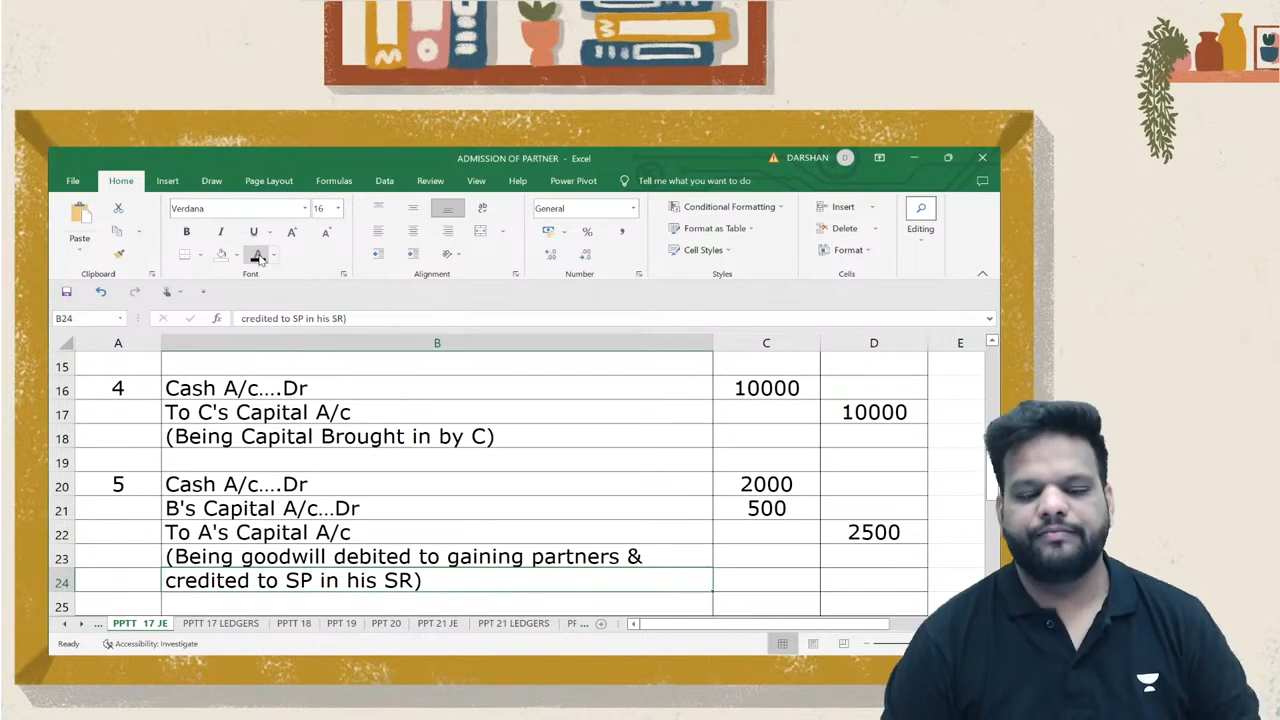 ADMISSION OF PARTNER - Excel
DARSHAN
D
File Home Insert Draw Page Layout Formulas Data Review View Help Power Pivot Tell me what you want to do
Verdana 16 General Conditional Formatting Insert
Paste B I U A A % , Format as Table Delete Editing
A Cell Styles Format
Clipboard Font Alignment Number Styles Cells
B24 fx credited to SP in his SR)
A B C D E
15
16 4 Cash A/c....Dr 10000
17 To C's Capital A/c 10000
18 (Being Capital Brought in by C)
19
20 5 Cash A/c....Dr 2000
21 B's Capital A/c...Dr 500
22 To A's Capital A/c 2500
23 (Being goodwill debited to gaining partners &
24 credited to SP in his SR)
25
... PPTT 17 JE PPTT 17 LEDGERS PPTT 18 PPT 19 PPT 20 PPT 21 JE PPT 21 LEDGERS PF ...
Ready Accessibility: Investigate